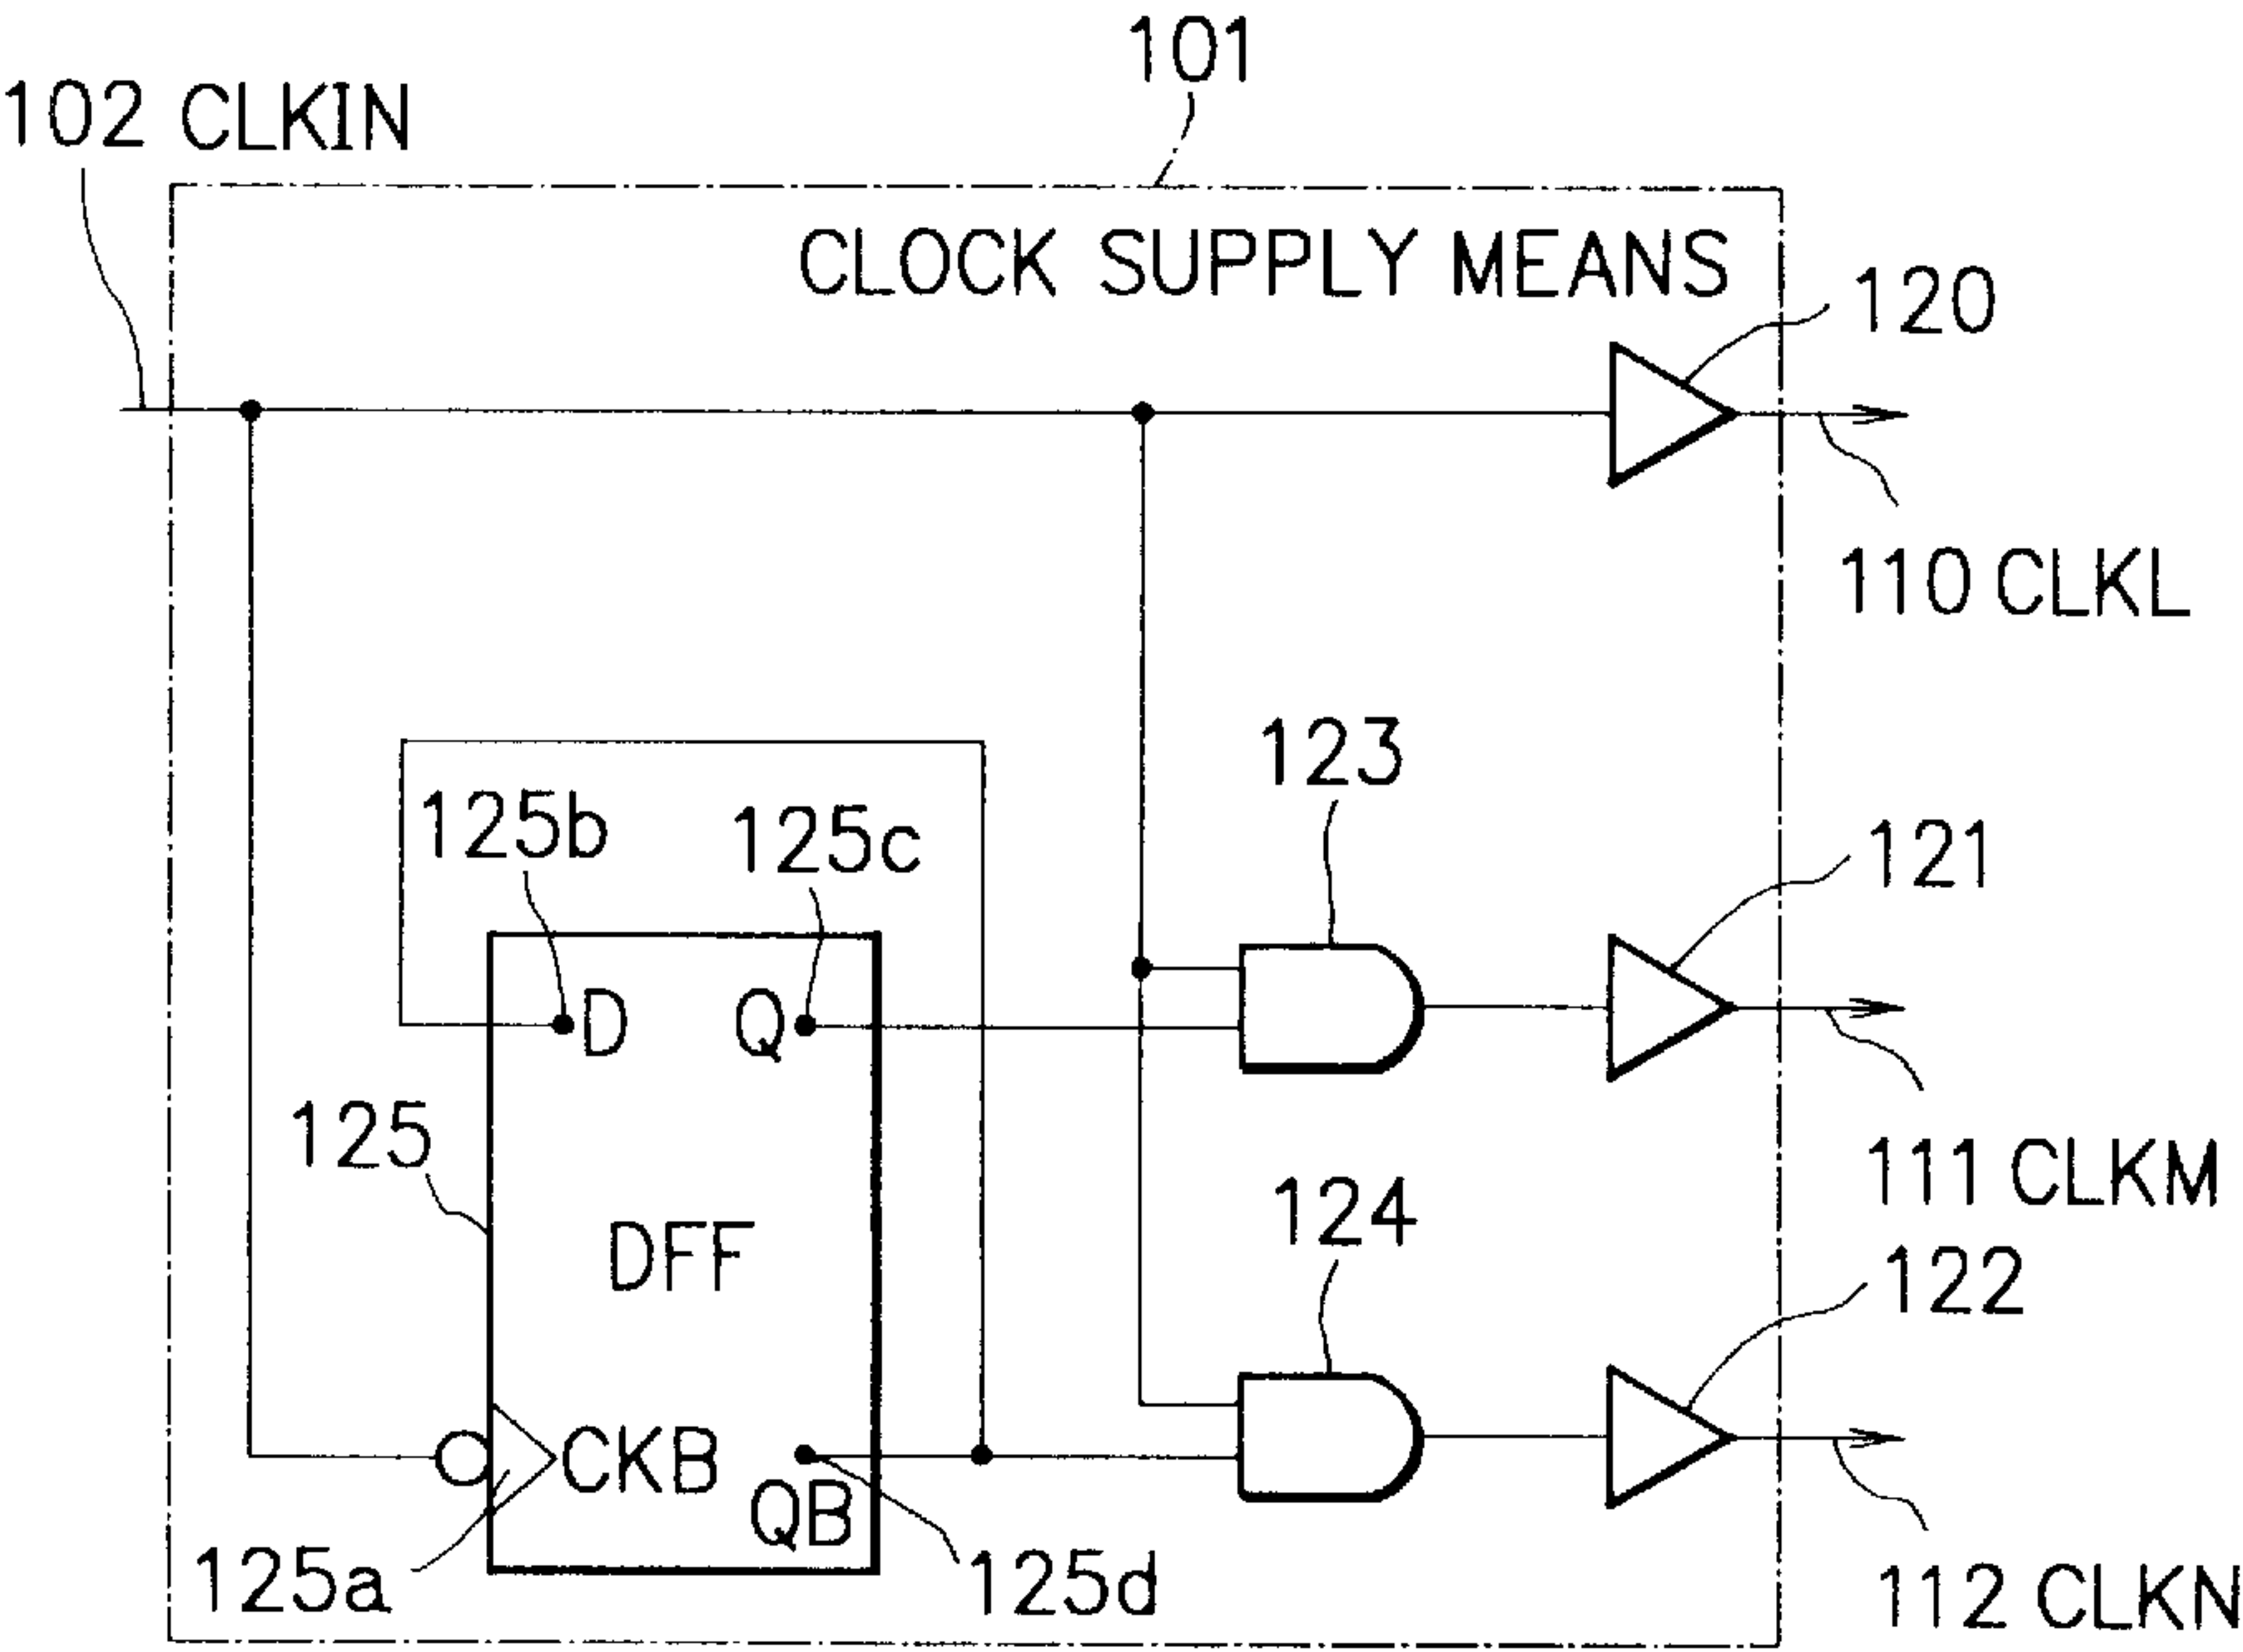 101
102 CLKIN
CLOCK SUPPLY MEANS
120
110 CLKL
123
125b
125c
121
D
Q
125
111 CLKM
124
DFF
122
CKB
QB
125a
125d
112 CLKN